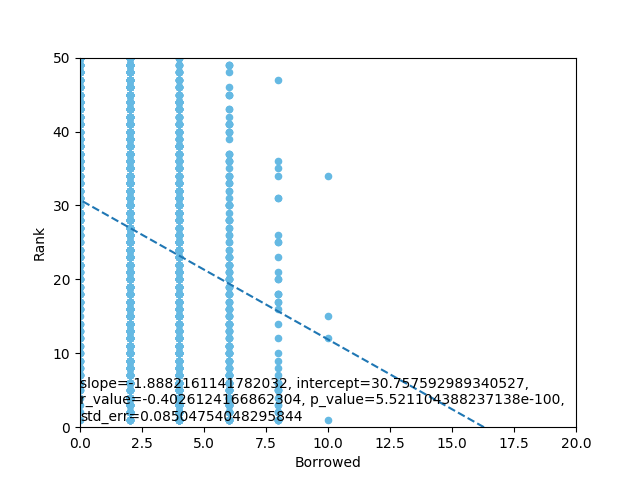 50
40
30
20
10
0
Rank
slope=-1.8882161141782032, intercept=30.757592989340527,
r_value=-0.4026124166862304, p_value=5.521104388237138e-100,
std_err=0.08504754048295844
0.0 2.5 5.0 7.5 10.0 12.5 15.0 17.5 20.0
Borrowed